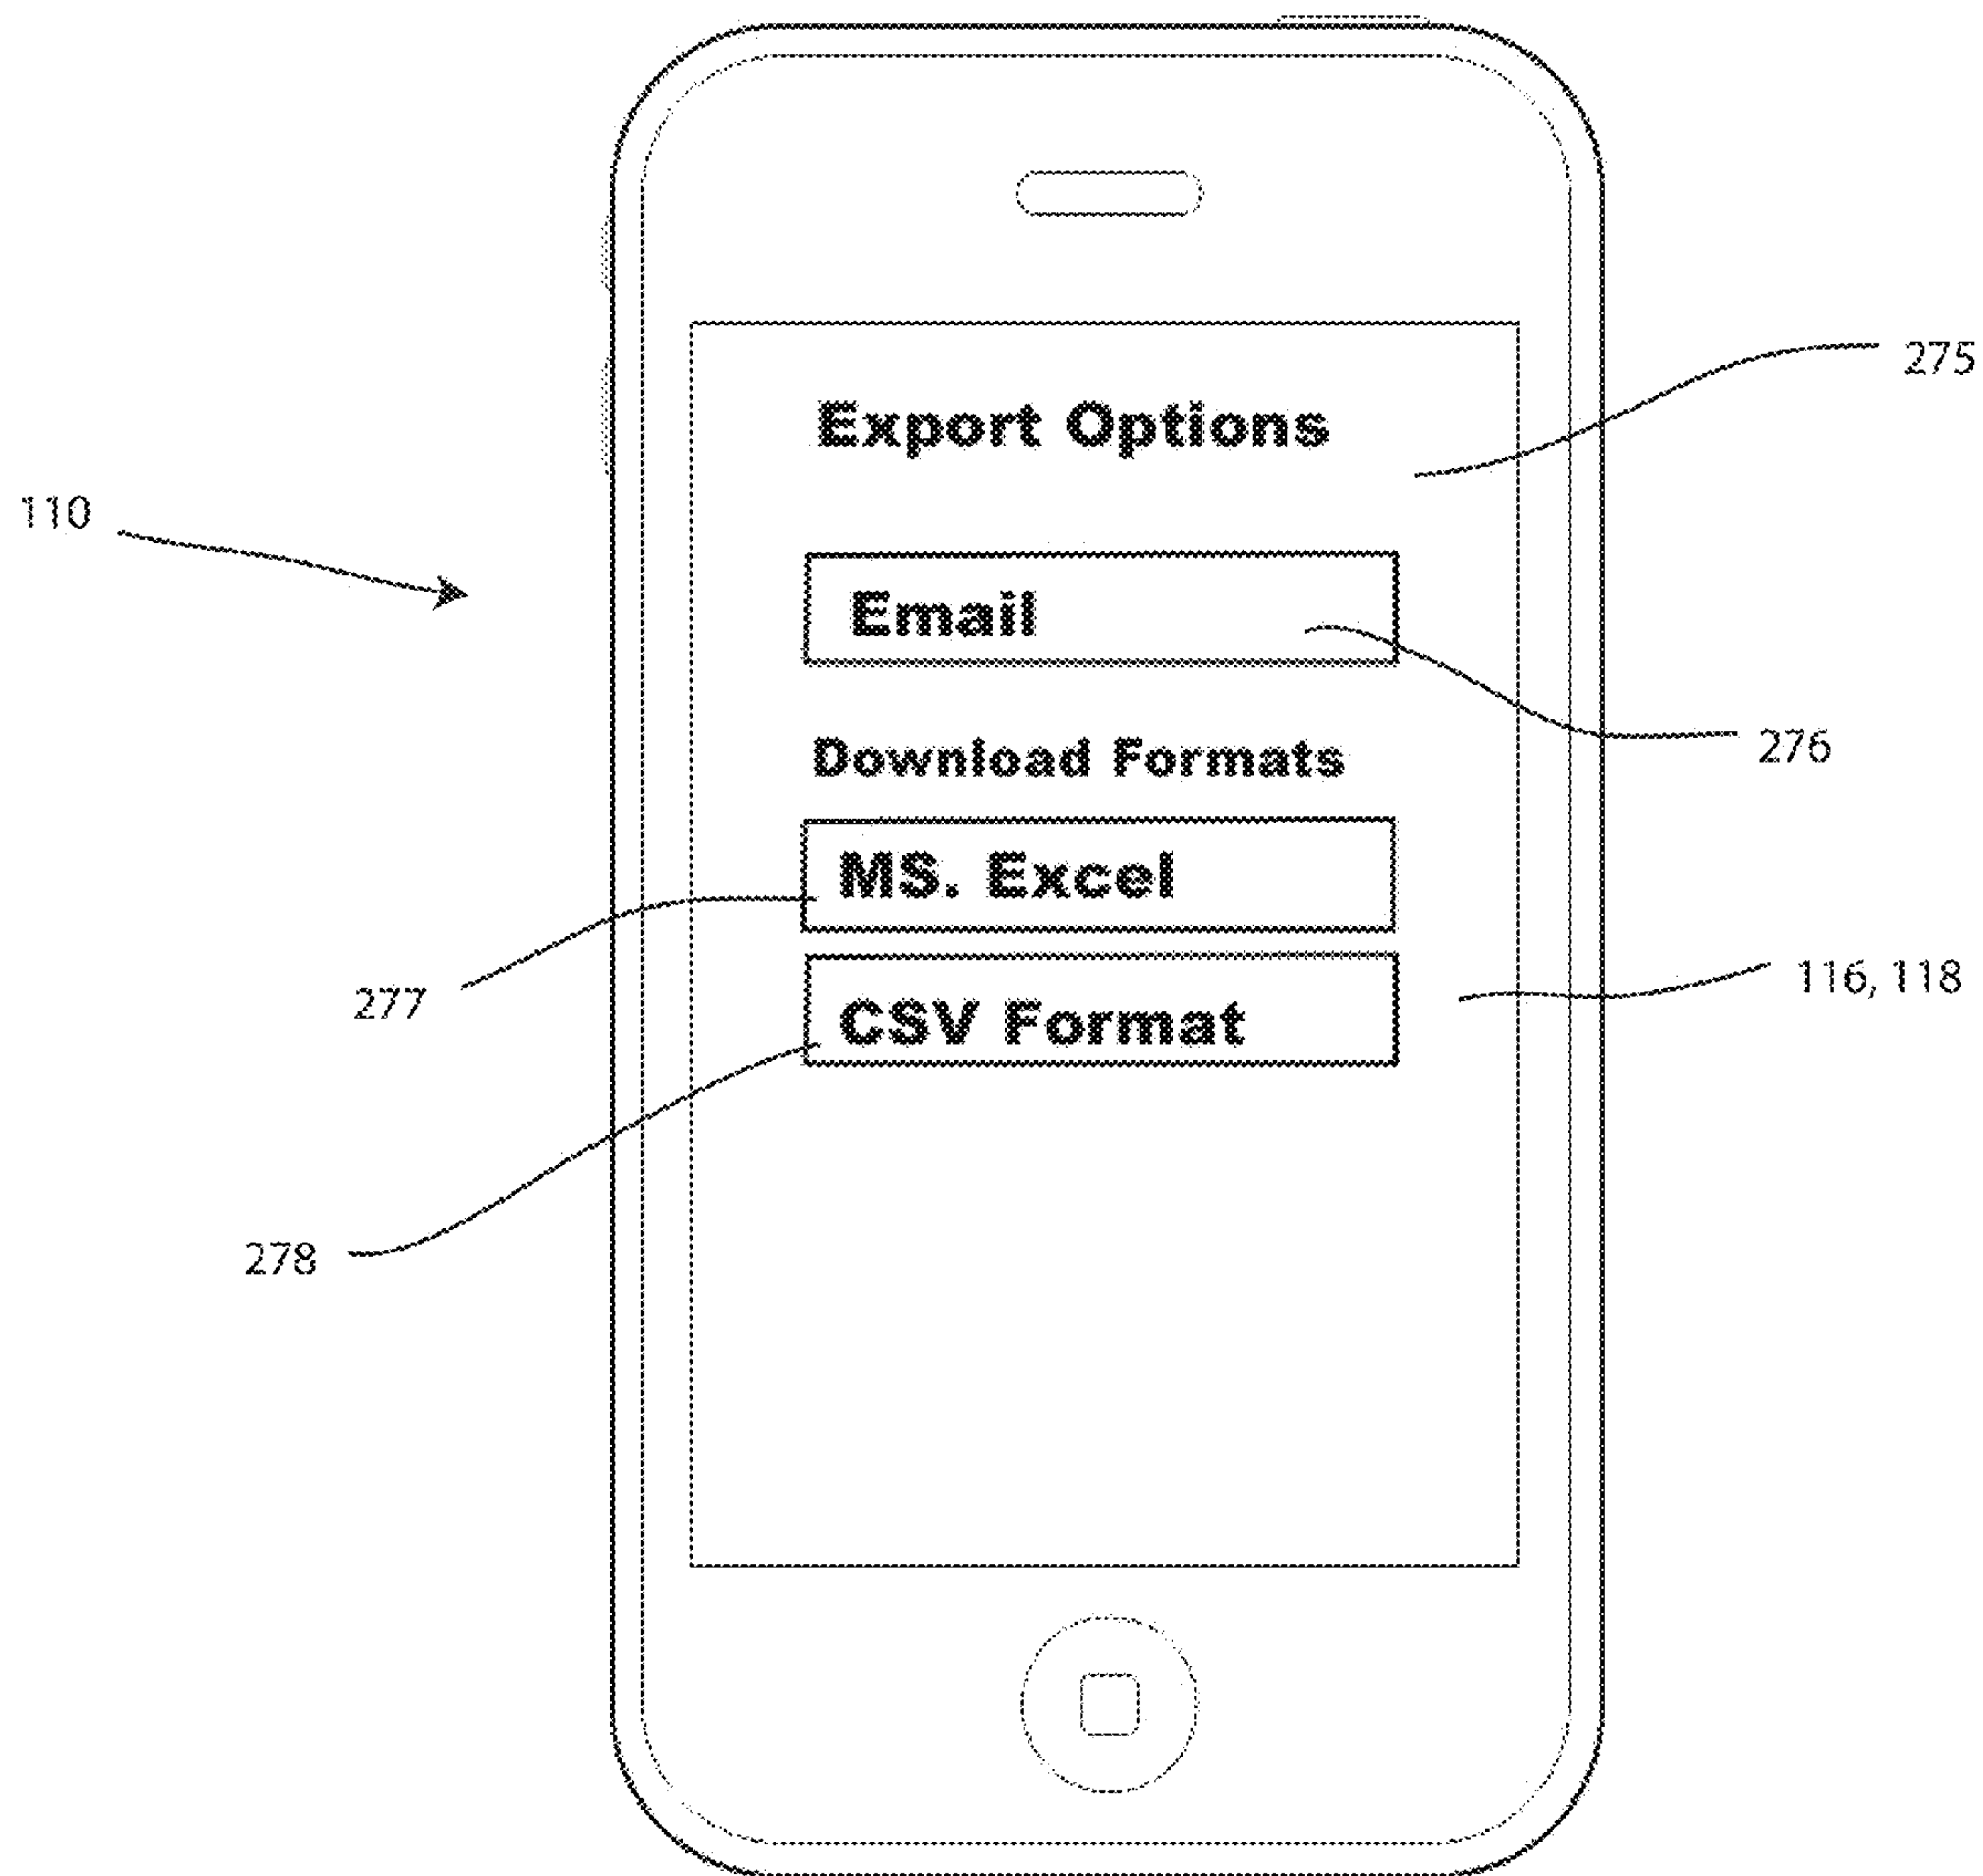 275
Export Options
110
Email
276
Download Formats
MS. Excel
277
116, 118
CSV Format
278